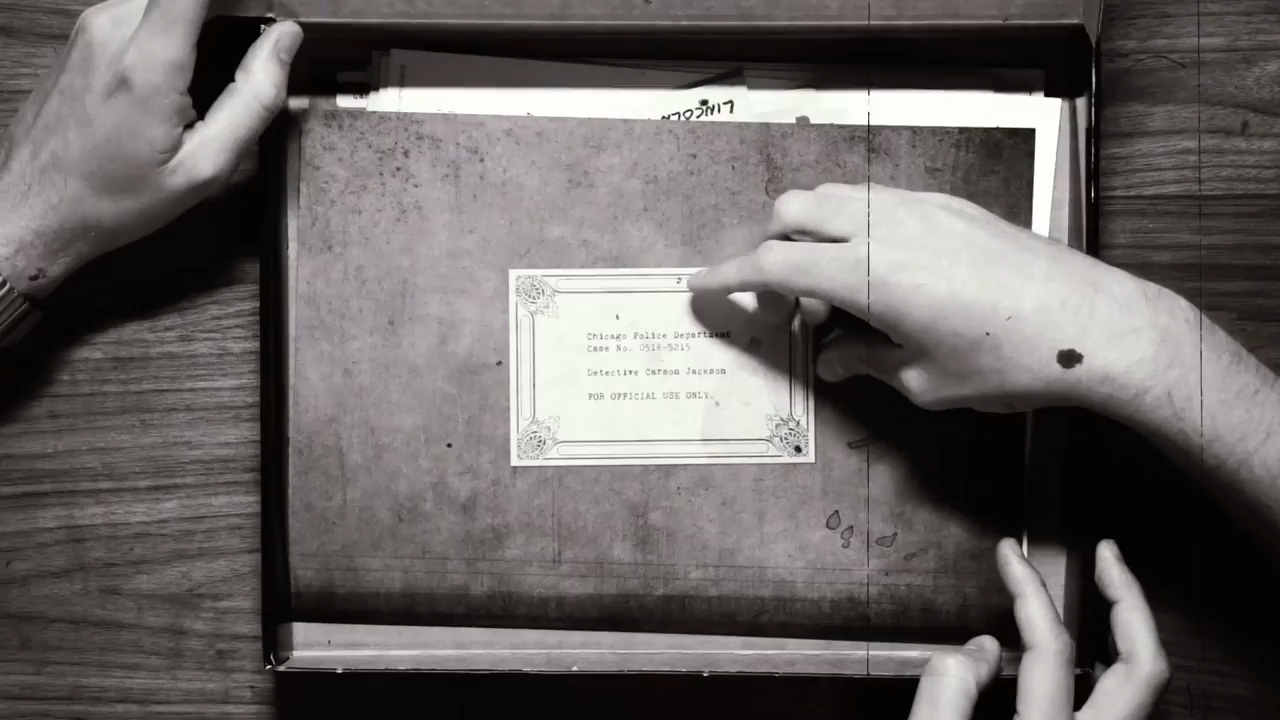 LINCOLN
Chicago Police Department
Case No. 0516-5215
Detective Carson Jackson
FOR OFFICIAL USE ONLY.